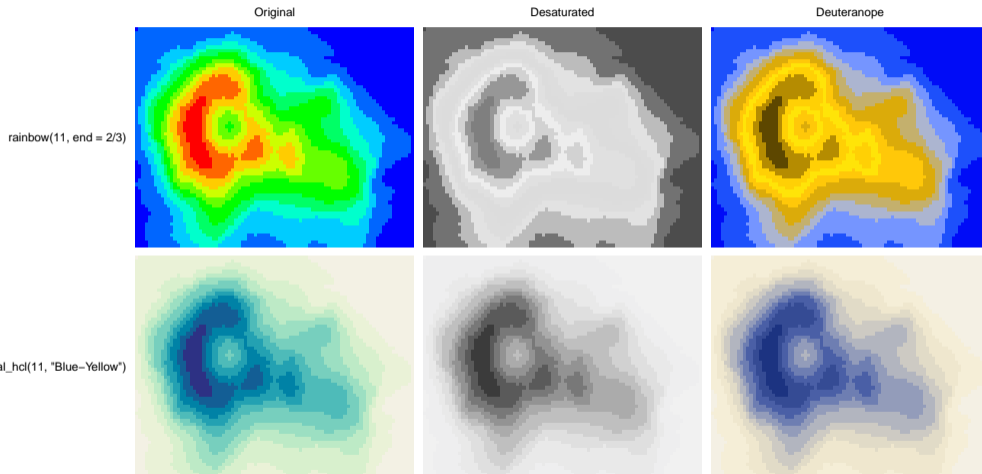 Original
Desaturated
Deuteranope
rainbow(11, end = 2/3)
al_hcl(11, "Blue−Yellow")